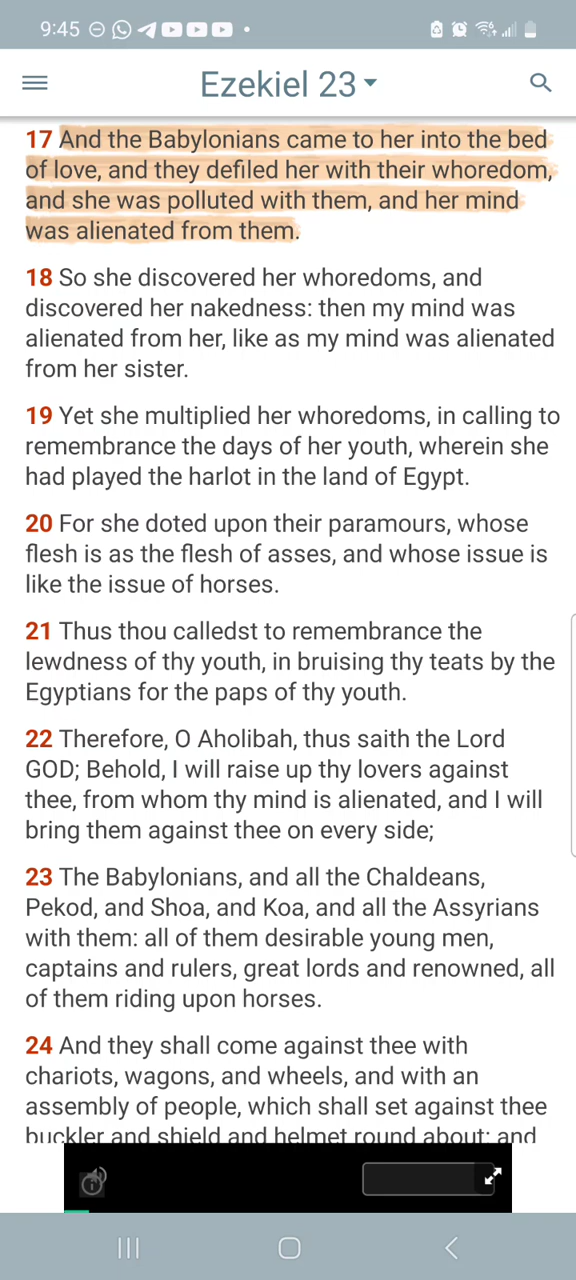 9:45
Ezekiel 23
17 And the Babylonians came to her into the bed
of love, and they defiled her with their whoredom,
and she was polluted with them, and her mind
was alienated from them.
18 So she discovered her whoredoms, and
discovered her nakedness: then my mind was
alienated from her, like as my mind was alienated
from her sister.
19 Yet she multiplied her whoredoms, in calling to
remembrance the days of her youth, wherein she
had played the harlot in the land of Egypt.
20 For she doted upon their paramours, whose
flesh is as the flesh of asses, and whose issue is
like the issue of horses.
21 Thus thou calledst to remembrance the
lewdness of thy youth, in bruising thy teats by the
Egyptians for the paps of thy youth.
22 Therefore, O Aholibah, thus saith the Lord
GOD; Behold, I will raise up thy lovers against
thee, from whom thy mind is alienated, and I will
bring them against thee on every side;
23 The Babylonians, and all the Chaldeans,
Pekod, and Shoa, and Koa, and all the Assyrians
with them: all of them desirable young men,
captains and rulers, great lords and renowned, all
of them riding upon horses.
24 And they shall come against thee with
chariots, wagons, and wheels, and with an
assembly of people, which shall set against thee
buckler and shield and helmet round about: and